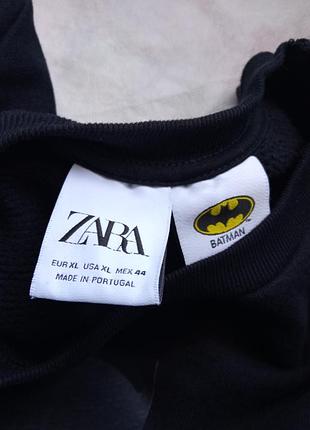 ZARA
EUR XL USA XL MEX 44
MADE IN PORTUGAL
BATMAN